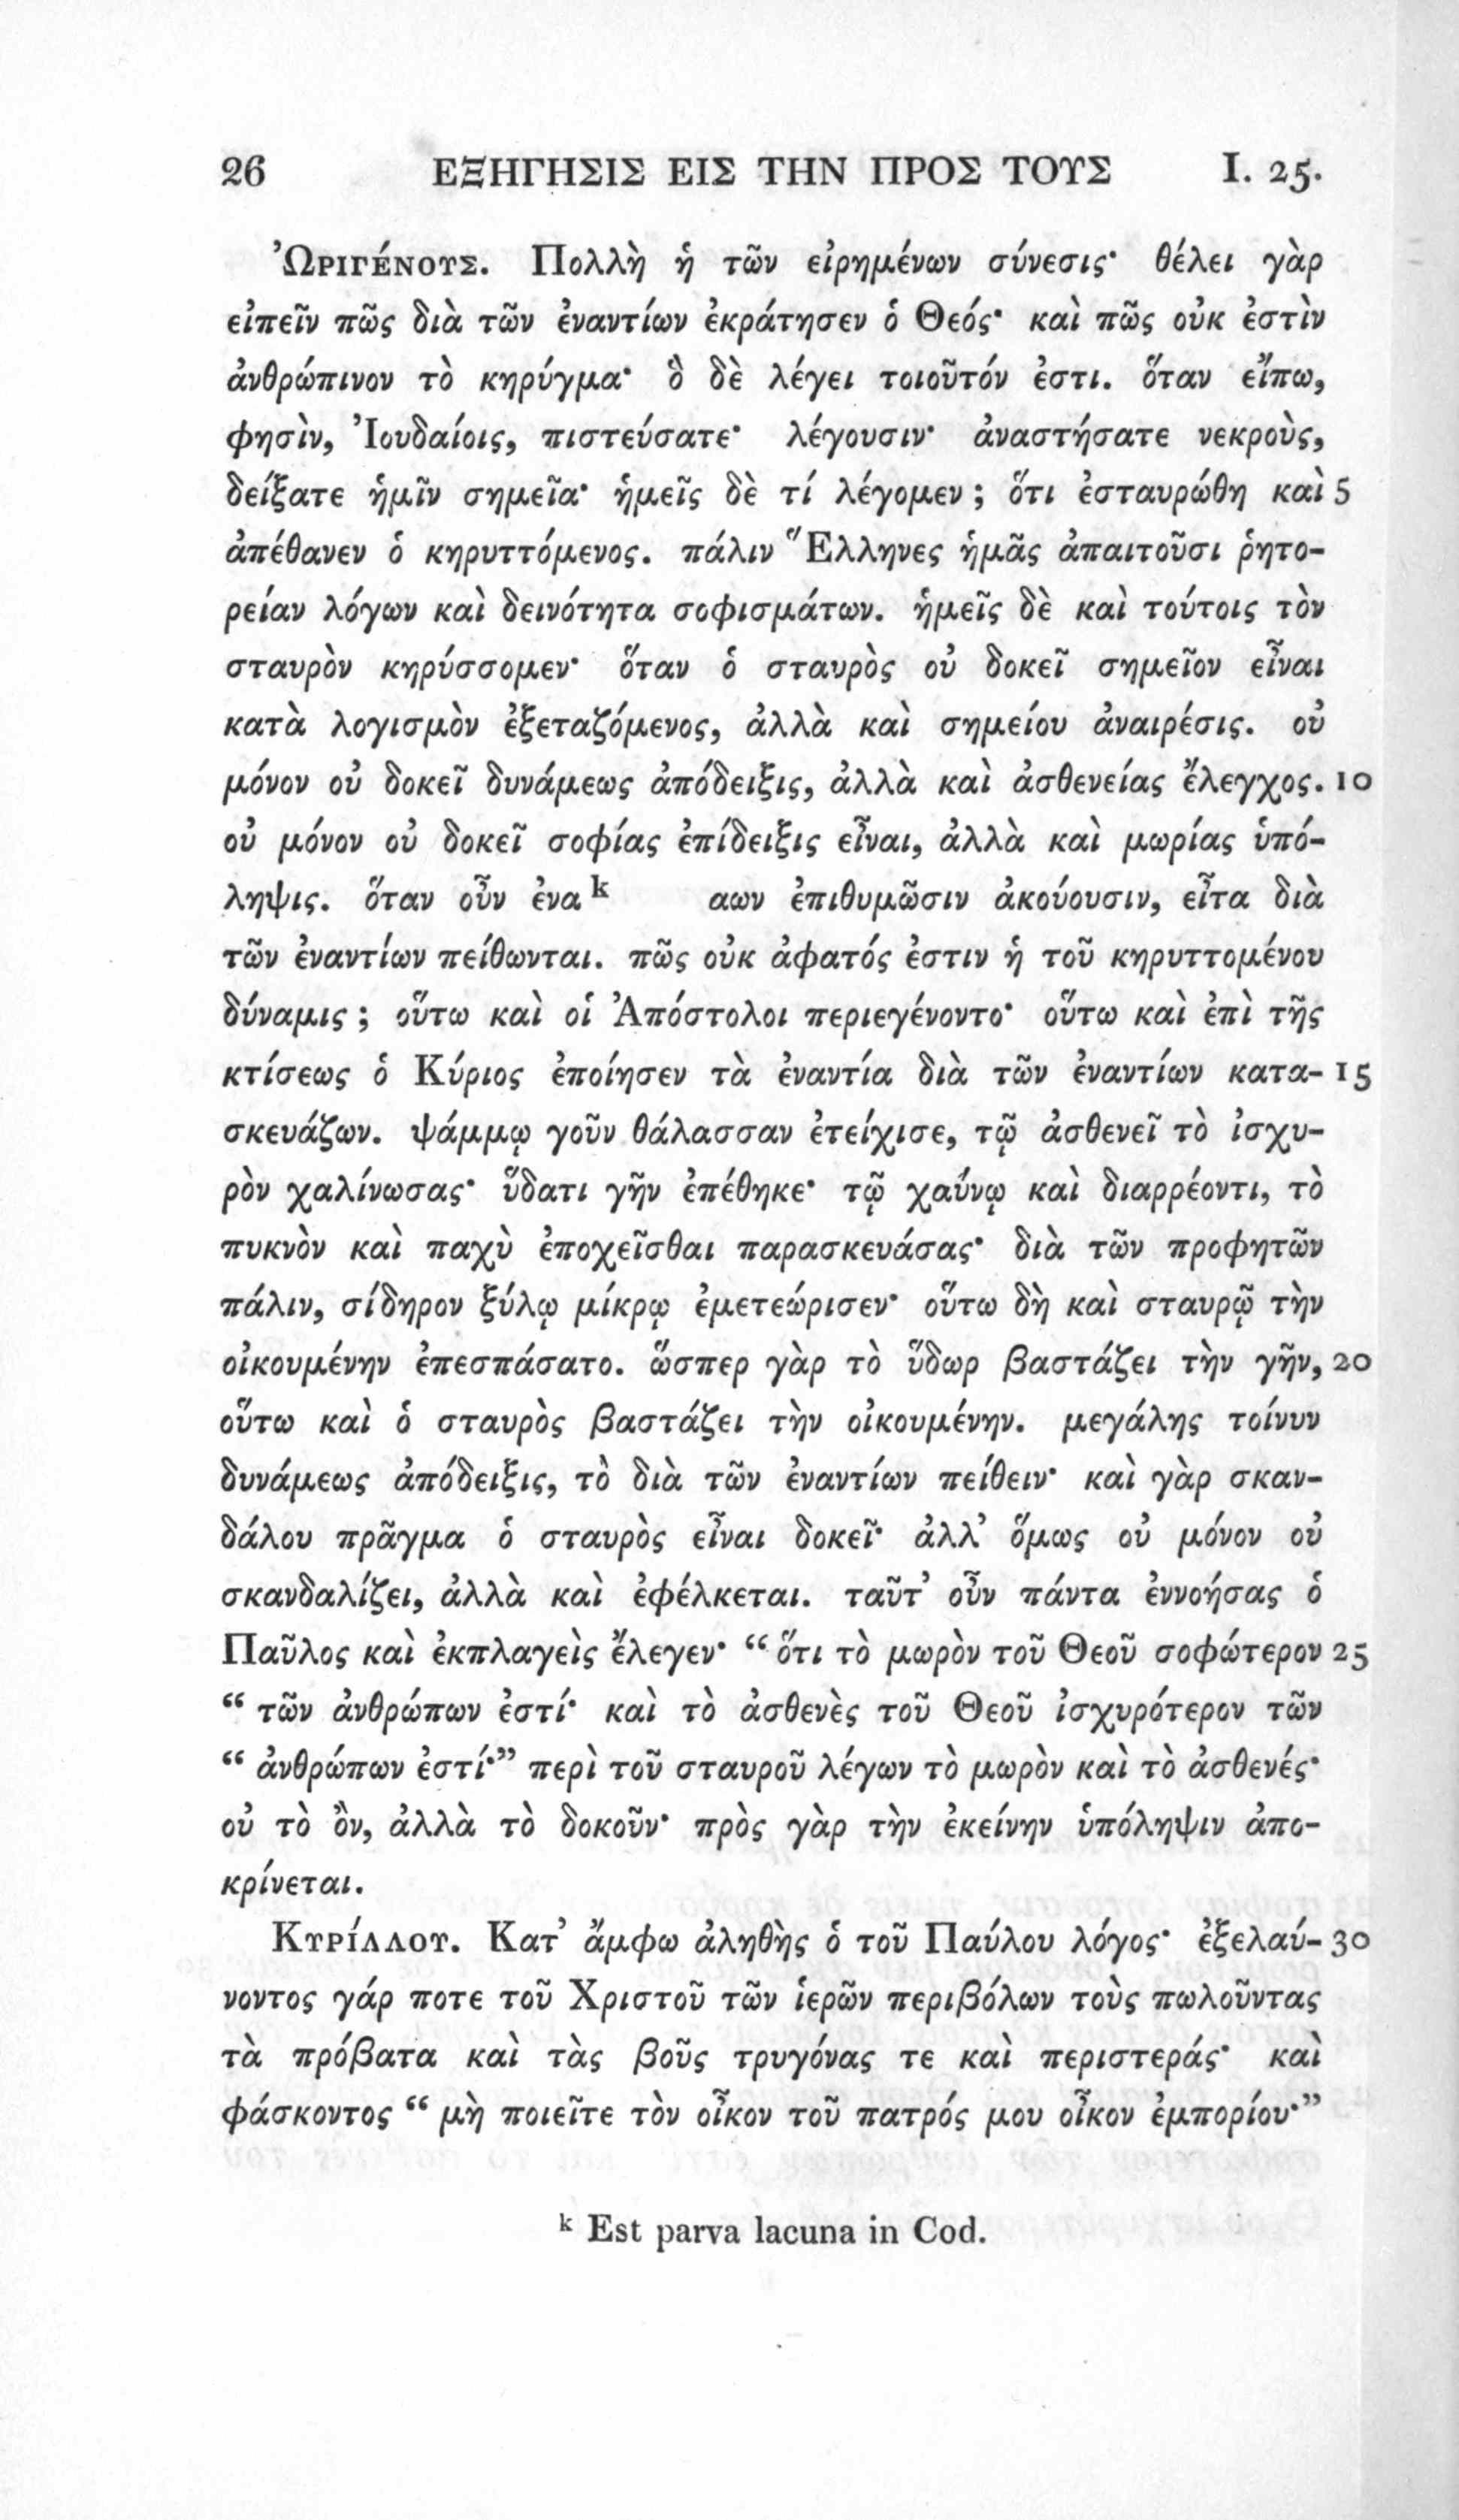 26 ΕΞΗΓΗΣΙΣ ΕΙΣ ΤΗΝ ΠΡΟΣ ΤΟΥΣ I. 25.
ὨΡΙΓΈΝΟΥΣ. Πολλὴ ἡ τῶν εἰρημένων σύνεσις· θέλει γὰρ
εἰπεῖν πῶς διὰ τῶν ἐναντίων ἐκράτησεν ὁ Θεός· καὶ πῶς οὐκ ἐστὶν
ἀνθρώπινον τὸ κηρύγμα· ὃ δὲ λέγει τοιοῦτόν ἐστι. ὅταν εἴπω,
φησὶν, Ἰουδαίοις, πιστεύσατε· λέγουσιν· ἀναστήσατε νεκροὺς,
δείξατε ἡμῖν σημεῖα· ἡμεῖς δὲ τί λέγομεν ; ὅτι ἐσταυρώθη καὶ 5
ἀπέθανεν ὁ κηρυττόμενος. πάλιν Ἕλληνες ἡμᾶς ἀπαιτοῦσι ῥητο-
ρείαν λόγων καὶ δεινότητα σοφισμάτων. ἡμεῖς δὲ καὶ τούτοις τὸν
σταυρὸν κηρύσσομεν· ὅταν ὁ σταυρὸς οὐ δοκεῖ σημεῖον εἶναι
κατὰ λογισμὸν ἐξεταζόμενος, ἀλλὰ καὶ σημείου ἀναιρέσις. οὐ
μόνον οὐ δοκεῖ δυνάμεως ἀπόδειξις, ἀλλὰ καὶ ἀσθενείας ἔλεγχος. 10
οὐ μόνον οὐ δοκεῖ σοφίας ἐπίδειξις εἶναι, ἀλλὰ καὶ μωρίας ὑπό-
ληψις. ὅταν οὖν ἐνα k αων ἐπιθυμῶσιν ἀκούουσιν, εἶτα διὰ
τῶν ἐναντίων πείθωνται. πῶς οὐκ ἀφατός ἐστιν ἡ τοῦ κηρυττομένου
δύναμις ; οὕτω καὶ οἱ Ἀπόστολοι περιεγένοντο· οὕτω καὶ ἐπὶ τῆς
κτίσεως ὁ Κύριος ἐποίησεν τὰ ἐναντία διὰ τῶν ἐναντίων κατα- 15
σκευάζων. ψάμμῳ γοῦν θάλασσαν ἐτείχισε, τῷ ἀσθενεῖ τὸ ἰσχυ-
ρὸν χαλίνωσας· ὕδατι γῆν ἐπέθηκε· τῷ χαύνῳ καὶ διαρρέοντι, τὸ
πυκνὸν καὶ παχὺ ἐποχεῖσθαι παρασκευάσας· διὰ τῶν προφητῶν
πάλιν, σίδηρον ξύλῳ μίκρῳ ἐμετεώρισεν· οὕτω δὴ καὶ σταυρῷ τὴν
οἰκουμένην ἐπεσπάσατο. ὥσπερ γὰρ τὸ ὕδωρ βαστάζει τὴν γῆν, 20
οὕτω καὶ ὁ σταυρὸς βαστάζει τὴν οἰκουμένην. μεγάλης τοίνυν
δυνάμεως ἀπόδειξις, τὸ διὰ τῶν ἐναντίων πείθειν· καὶ γὰρ σκαν-
δάλου πρᾶγμα ὁ σταυρὸς εἶναι δοκεῖ· ἀλλ’ ὅμως οὐ μόνον οὐ
σκανδαλίζει, ἀλλὰ καὶ ἐφέλκεται. ταῦτ’ οὖν πάντα ἐννοήσας ὁ
Παῦλος καὶ ἐκπλαγεὶς ἔλεγεν· “ ὅτι τὸ μωρὸν τοῦ Θεοῦ σοφώτερον 25
“ τῶν ἀνθρώπων ἐστί· καὶ τὸ ἀσθενὲς τοῦ Θεοῦ ἰσχυρότερον τῶν
“ ἀνθρώπων ἐστί·” περὶ τοῦ σταυροῦ λέγων τὸ μωρὸν καὶ τὸ ἀσθενές·
οὐ τὸ ὂν, ἀλλὰ τὸ δοκοῦν· πρὸς γὰρ τὴν ἐκείνην ὑπόληψιν ἀπο-
κρίνεται.
ΚΥΡΊΛΛΟΥ. Κατ’ ἄμφω ἀληθὴς ὁ τοῦ Παύλου λόγος· ἐξελαύ- 30
νοντος γάρ ποτε τοῦ Χριστοῦ τῶν ἱερῶν περιβόλων τοὺς πωλοῦντας
τὰ πρόβατα καὶ τὰς βοῦς τρυγόνας τε καὶ περιστεράς· καὶ
φάσκοντος “ μὴ ποιεῖτε τὸν οἶκον τοῦ πατρός μου οἶκον ἐμπορίου·”
k Est parva lacuna in Cod.